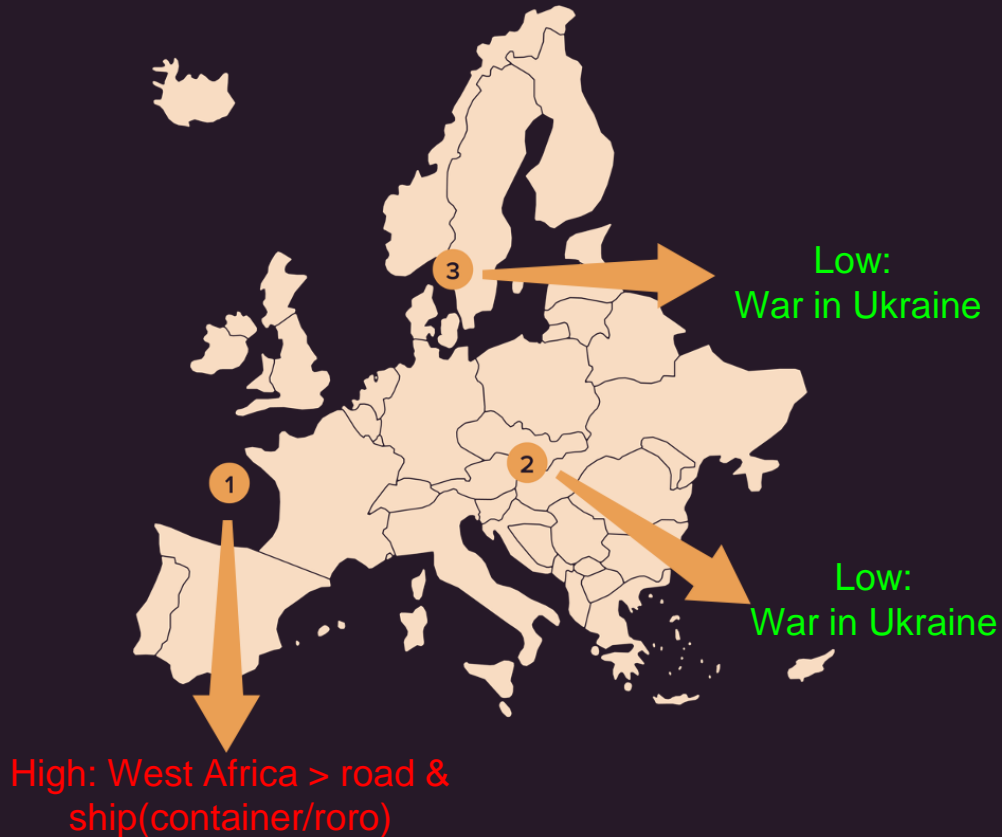 3
Low:
War in Ukraine
2
1
Low:
War in Ukraine
High: West Africa > road &
ship(container/roro)